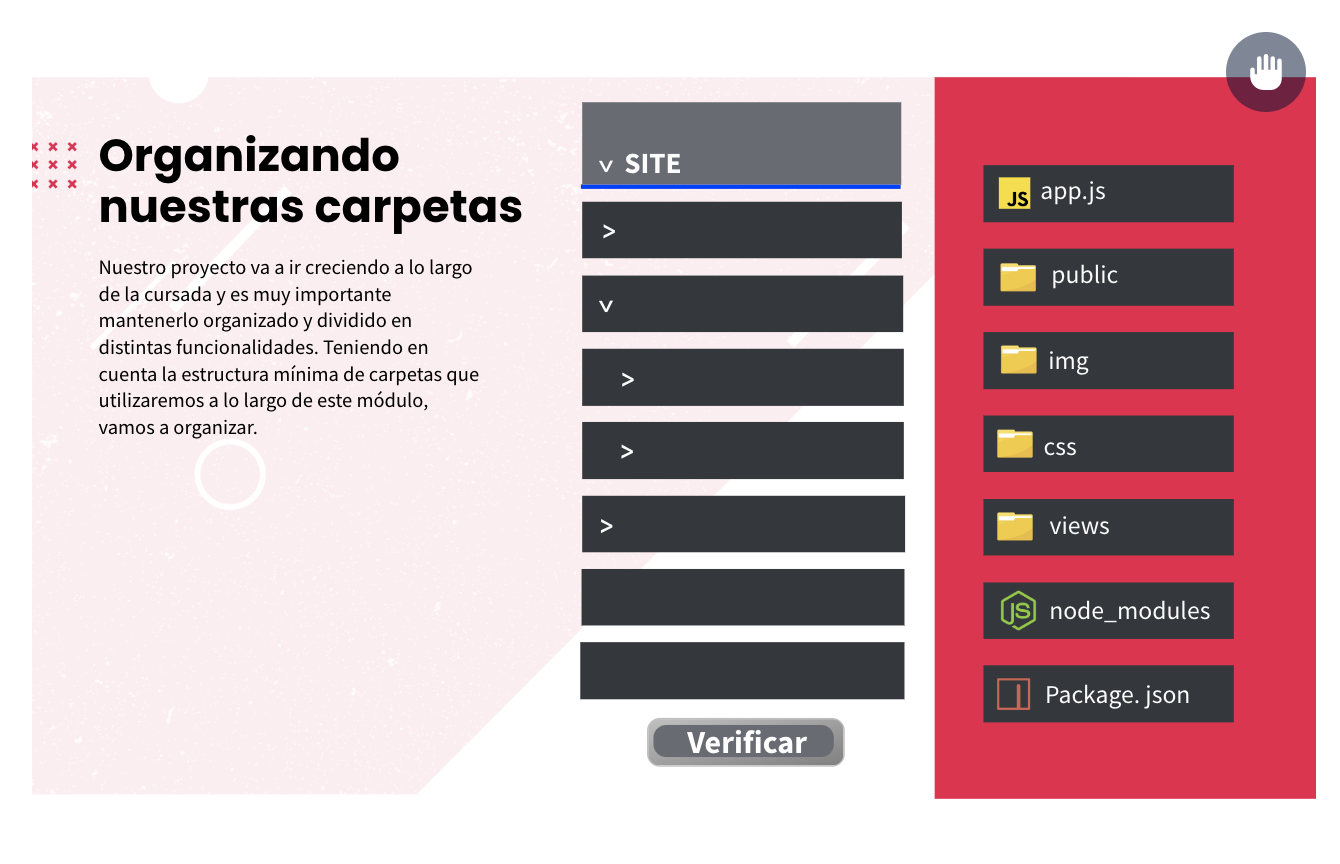 Organizando
nuestras carpetas
Nuestro proyecto va a ir creciendo a lo largo
de la cursada y es muy importante
mantenerlo organizado y dividido en
distintas funcionalidades. Teniendo en
cuenta la estructura mínima de carpetas que
utilizaremos a lo largo de este módulo,
vamos a organizar.
v SITE
>
v
>
>
>
Verificar
JS app.js
public
img
css
views
JS node_modules
Package. json